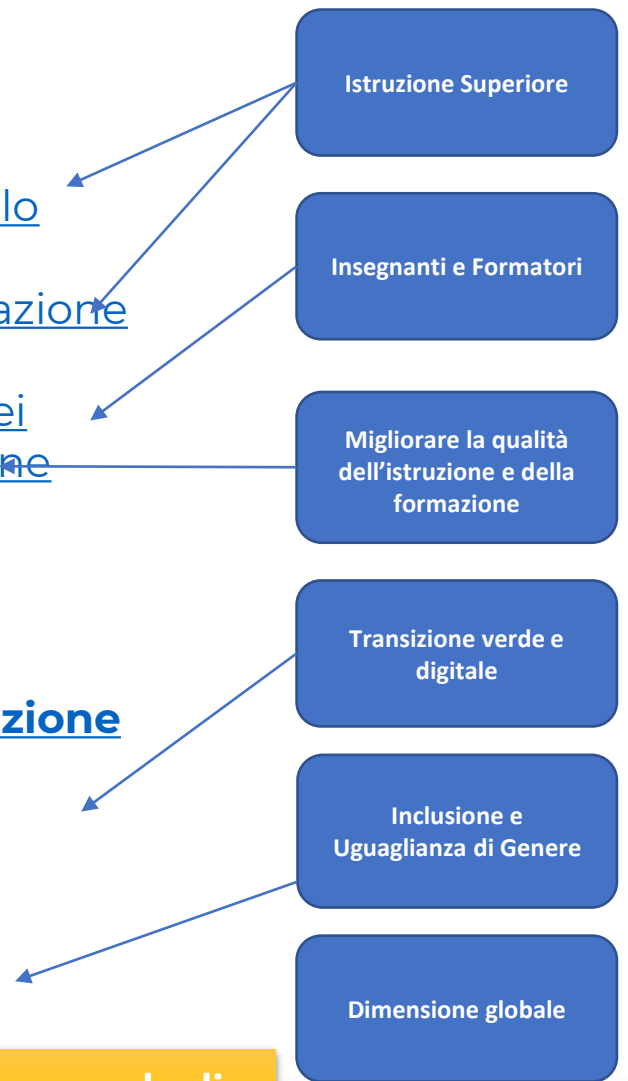 Istruzione Superiore
lo
Insegnanti e Formatori
azione
ei
ne
Migliorare la qualità
dell’istruzione e della
formazione
Transizione verde e
digitale
zione
Inclusione e
Uguaglianza di Genere
Dimensione globale